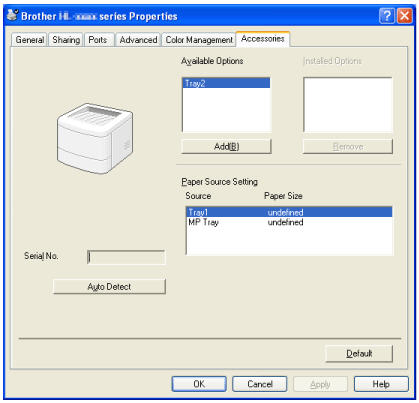 Brother HL- series Properties
General Sharing Ports Advanced Color Management Accessories
Available Options Installed Options
Tray2
Add(B) Remove
Paper Source Setting
Source Paper Size
Tray1 undefined
MP Tray undefined
Serial No.
Auto Detect
Default
OK Cancel Apply Help